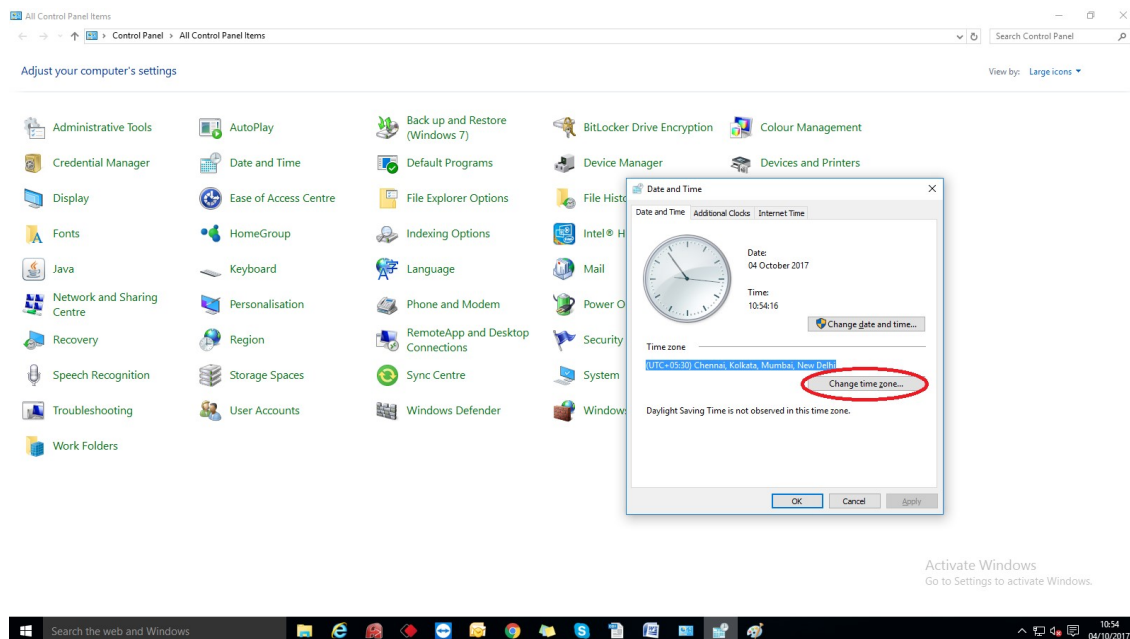 All Control Panel Items
Control Panel > All Control Panel Items
Search Control Panel
Adjust your computer's settings
View by: Large icons
Administrative Tools
AutoPlay
Back up and Restore
(Windows 7)
BitLocker Drive Encryption
Colour Management
Credential Manager
Date and Time
Default Programs
Device Manager
Devices and Printers
Display
Ease of Access Centre
File Explorer Options
File Histo
Fonts
HomeGroup
Indexing Options
Intel® H
Java
Keyboard
Language
Mail
Network and Sharing
Centre
Personalisation
Phone and Modem
Power O
Recovery
Region
RemoteApp and Desktop
Connections
Security
Speech Recognition
Storage Spaces
Sync Centre
System
Troubleshooting
User Accounts
Windows Defender
Window
Work Folders
Date and Time
Date and Time
Additional Clocks
Internet Time
Date:
04 October 2017
Time:
10:54:16
Change date and time...
Time zone
(UTC+05:30) Chennai, Kolkata, Mumbai, New Delhi
Change time zone...
Daylight Saving Time is not observed in this time zone.
OK
Cancel
Apply
Activate Windows
Go to Settings to activate Windows.
Search the web and Windows
10:54
04/10/2017